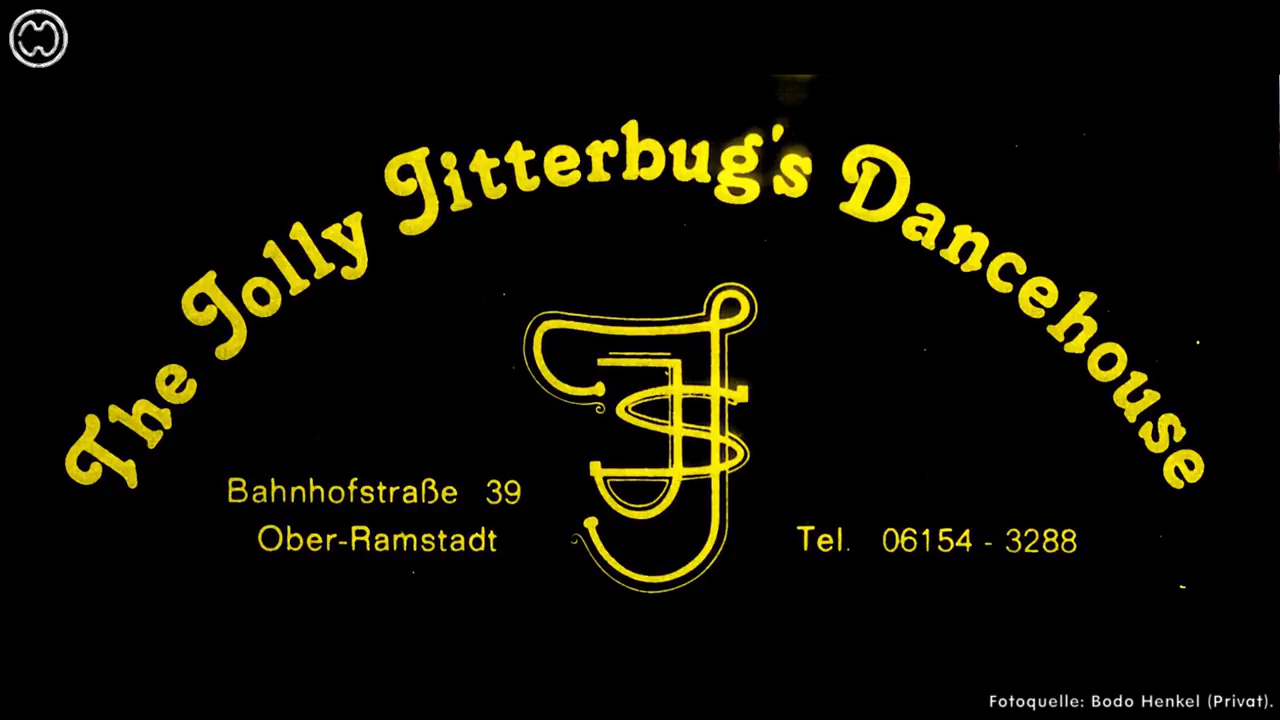 The Jolly Jitterbug's Dancehouse
Bahnhofstraße 39
Ober-Ramstadt
Tel. 06154 - 3288
Fotoquelle: Bodo Henkel (Privat).